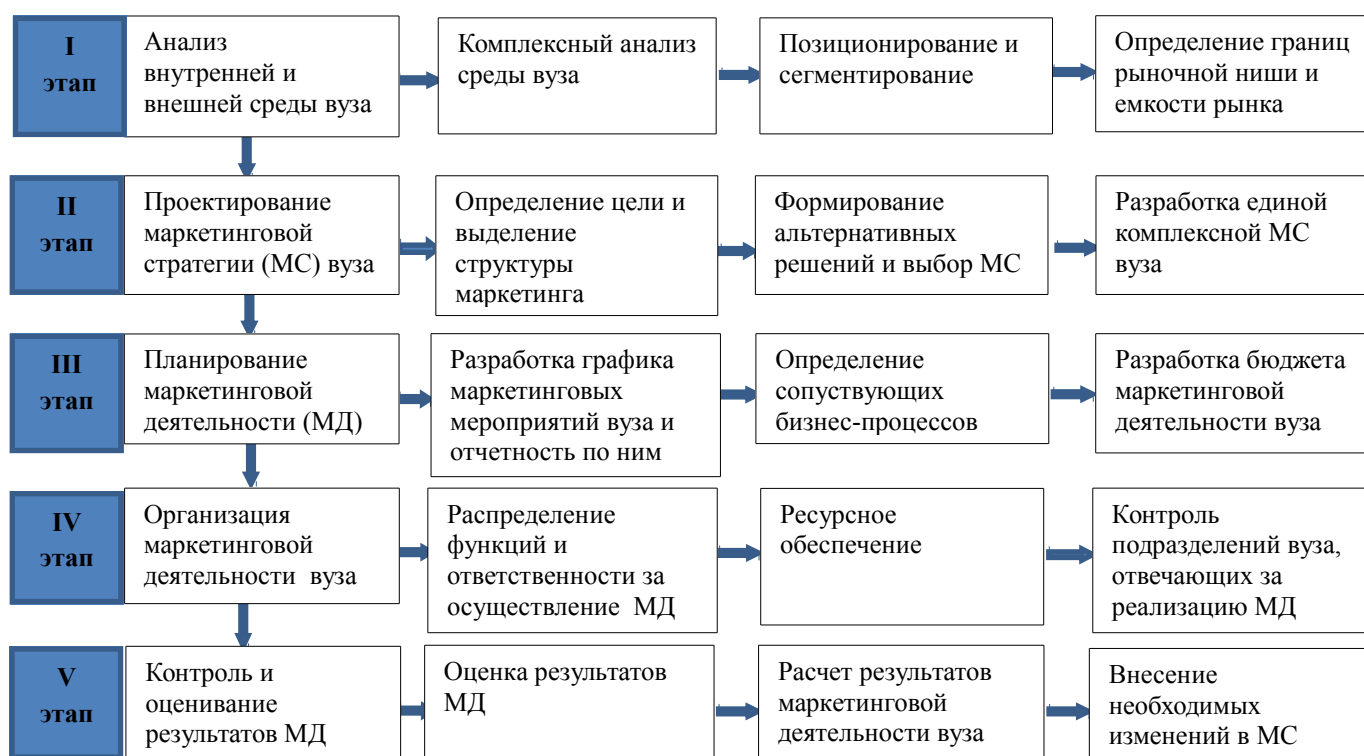 I
этап
Анализ
внутренней и
внешней среды вуза
Комплексный анализ
среды вуза
Позиционирование и
сегментирование
Определение границ
рыночной ниши и
емкости рынка
II
этап
Проектирование
маркетинговой
стратегии (МС) вуза
Определение цели и
выделение
структуры
маркетинга
Формирование
альтернативных
решений и выбор МС
Разработка единой
комплексной МС
вуза
III
этап
Планирование
маркетинговой
деятельности (МД)
Разработка графика
маркетинговых
мероприятий вуза и
отчетность по ним
Определение
сопуствующих
бизнес-процессов
Разработка бюджета
маркетинговой
деятельности вуза
IV
этап
Организация
маркетинговой
деятельности вуза
Распределение
функций и
ответственности за
осуществление МД
Ресурсное
обеспечение
Контроль
подразделений вуза,
отвечающих за
реализацию МД
V
этап
Контроль и
оценивание
результатов МД
Оценка результатов
МД
Расчет результатов
маркетинговой
деятельности вуза
Внесение
необходимых
изменений в МС